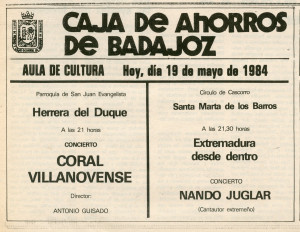 CAJA DE AHORROS
DE BADAJOZ
AULA DE CULTURA Hoy, día 19 de mayo de 1984
Parroquia de San Juan Evangelista
Herrera del Duque
A las 21 horas
CONCIERTO
CORAL
VILLANOVENSE
Director:
ANTONIO GUISADO
Círculo de Cascorro
Santa Marta de los Barros
A las 21,30 horas
Extremadura
desde dentro
CONCIERTO
NANDO JUGLAR
(Cantautor extremeño)